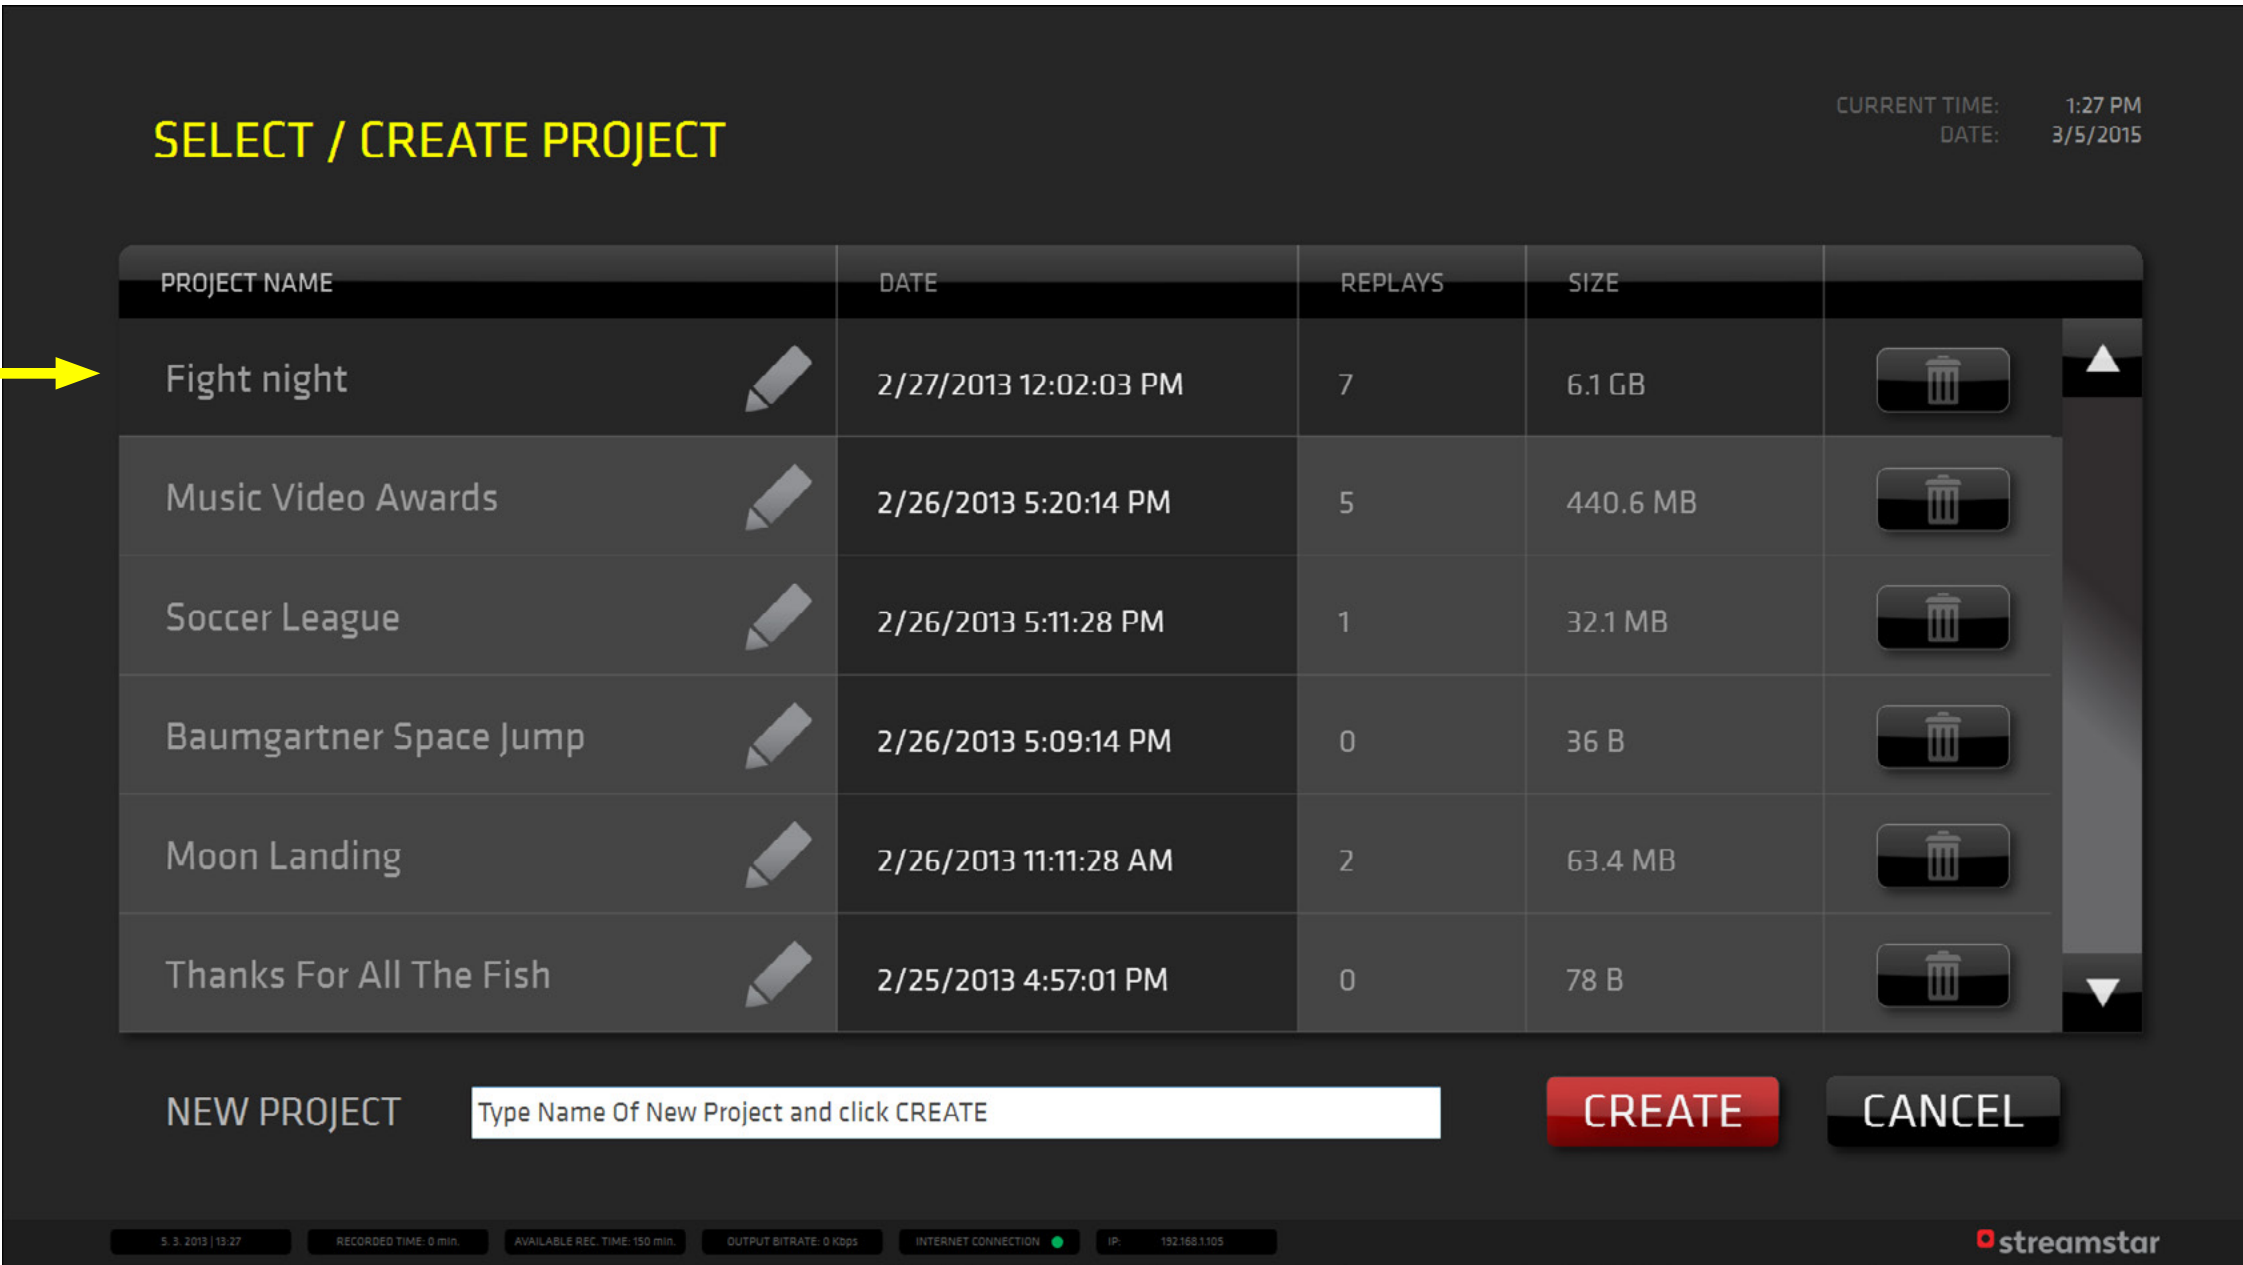 CURRENT TIME: 1:27 PM
DATE: 3/5/2015
SELECT / CREATE PROJECT
PROJECT NAME DATE REPLAYS SIZE
Fight night 2/27/2013 12:02:03 PM 7 6.1 GB
Music Video Awards 2/26/2013 5:20:14 PM 5 440.6 MB
Soccer League 2/26/2013 5:11:28 PM 1 32.1 MB
Baumgartner Space Jump 2/26/2013 5:09:14 PM 0 36 B
Moon Landing 2/26/2013 11:11:28 AM 2 63.4 MB
Thanks For All The Fish 2/25/2013 4:57:01 PM 0 78 B
NEW PROJECT Type Name Of New Project and click CREATE CREATE CANCEL
5. 3. 2013 | 13:27 RECORDED TIME: 0 min. AVAILABLE REC. TIME: 150 min. OUTPUT BITRATE: 0 Kbps INTERNET CONNECTION IP: 192.168.1.105 streamstar